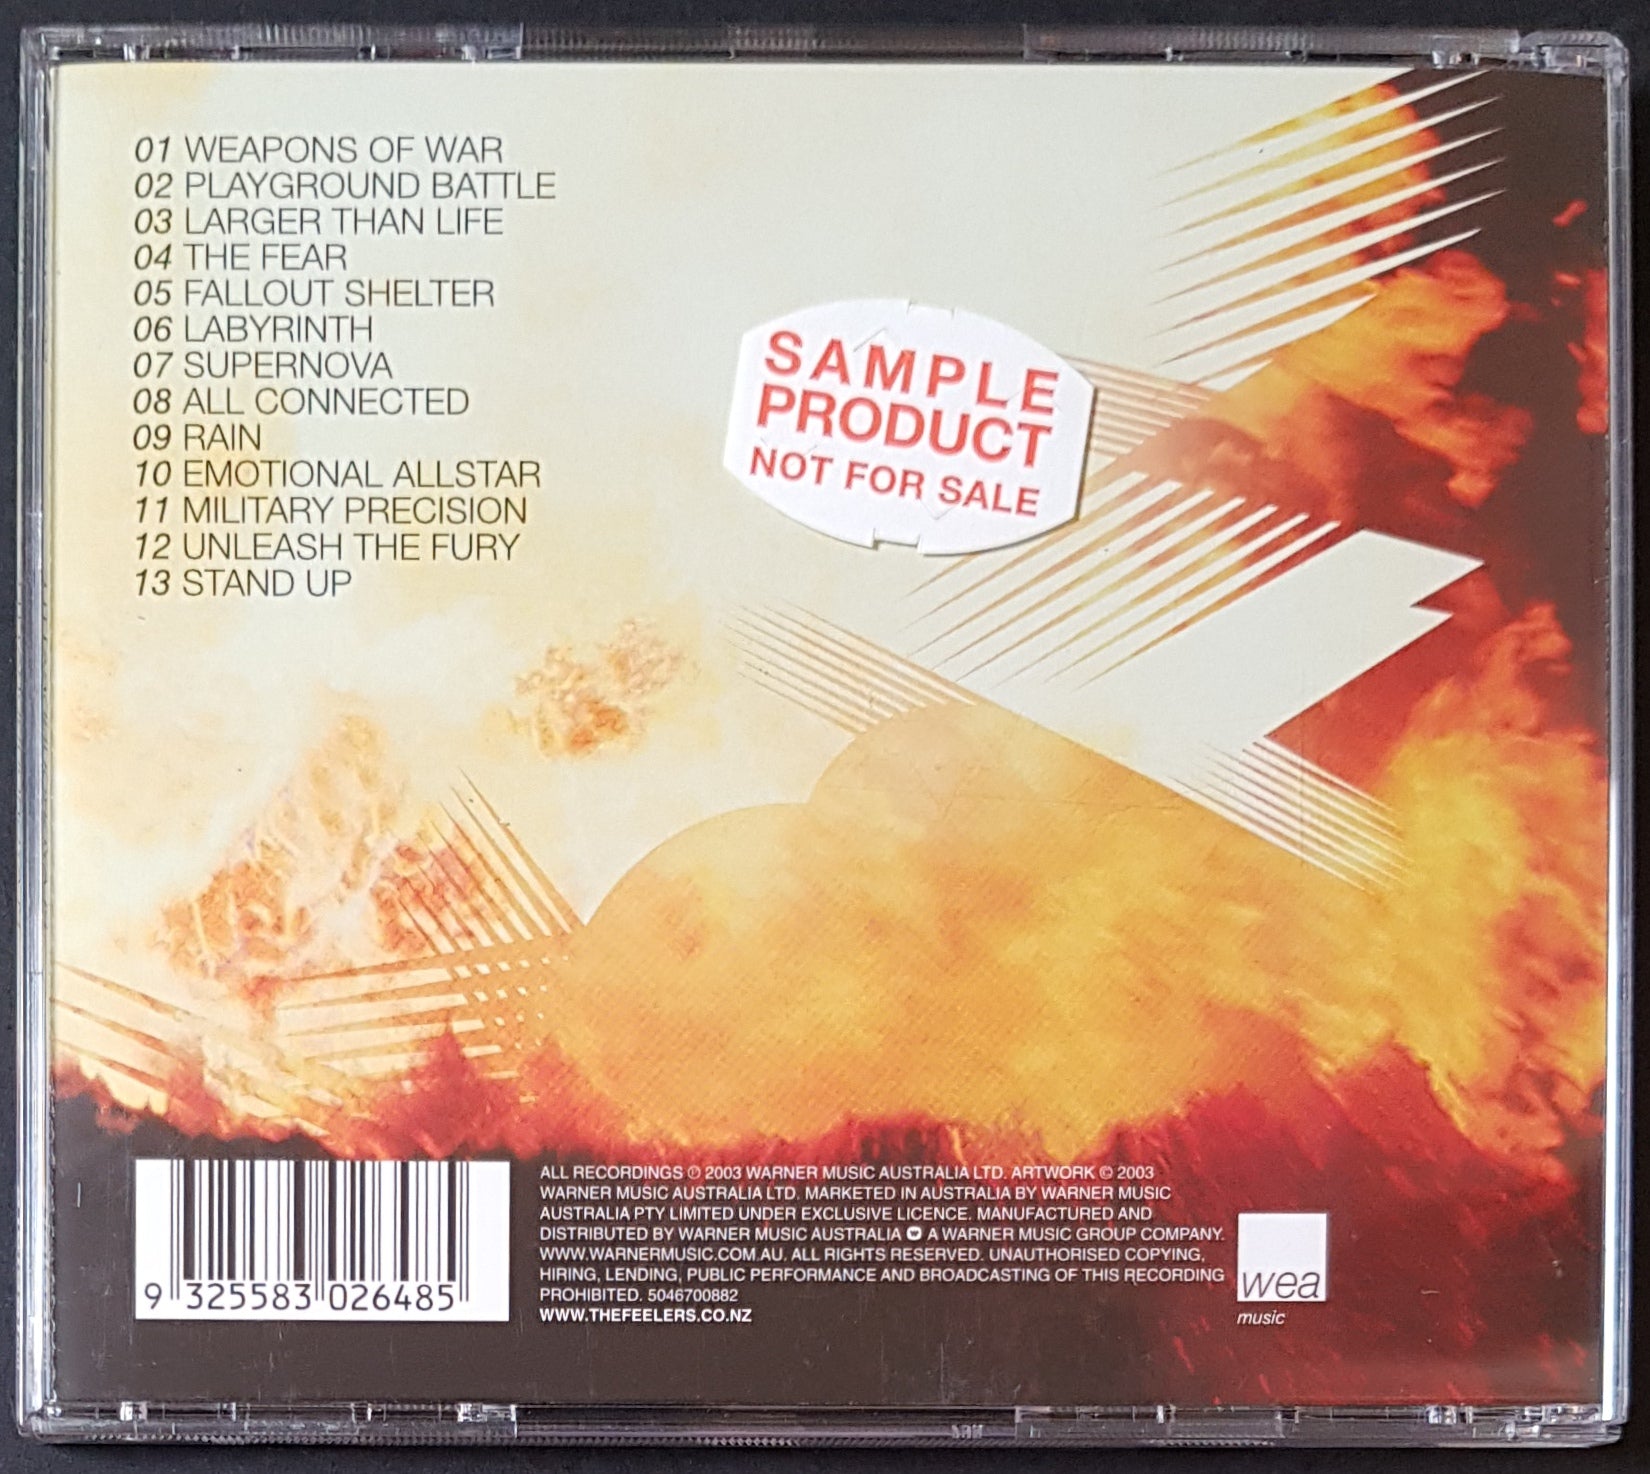 01 WEAPONS OF WAR
02 PLAYGROUND BATTLE
03 LARGER THAN LIFE
04 THE FEAR
05 FALLOUT SHELTER
06 LABYRINTH
07 SUPERNOVA
08 ALL CONNECTED
09 RAIN
10 EMOTIONAL ALLSTAR
11 MILITARY PRECISION
12 UNLEASH THE FURY
13 STAND UP
SAMPLE
PRODUCT
NOT FOR SALE
9 325583 026485
ALL RECORDINGS ℗ 2003 WARNER MUSIC AUSTRALIA LTD. ARTWORK © 2003
WARNER MUSIC AUSTRALIA LTD. MARKETED IN AUSTRALIA BY WARNER MUSIC
AUSTRALIA PTY LIMITED UNDER EXCLUSIVE LICENCE. MANUFACTURED AND
DISTRIBUTED BY WARNER MUSIC AUSTRALIA A WARNER MUSIC GROUP COMPANY.
WWW.WARNERMUSIC.COM.AU. ALL RIGHTS RESERVED. UNAUTHORISED COPYING,
HIRING, LENDING, PUBLIC PERFORMANCE AND BROADCASTING OF THIS RECORDING
PROHIBITED. 5046700882
WWW.THEFEELERS.CO.NZ
wea
music